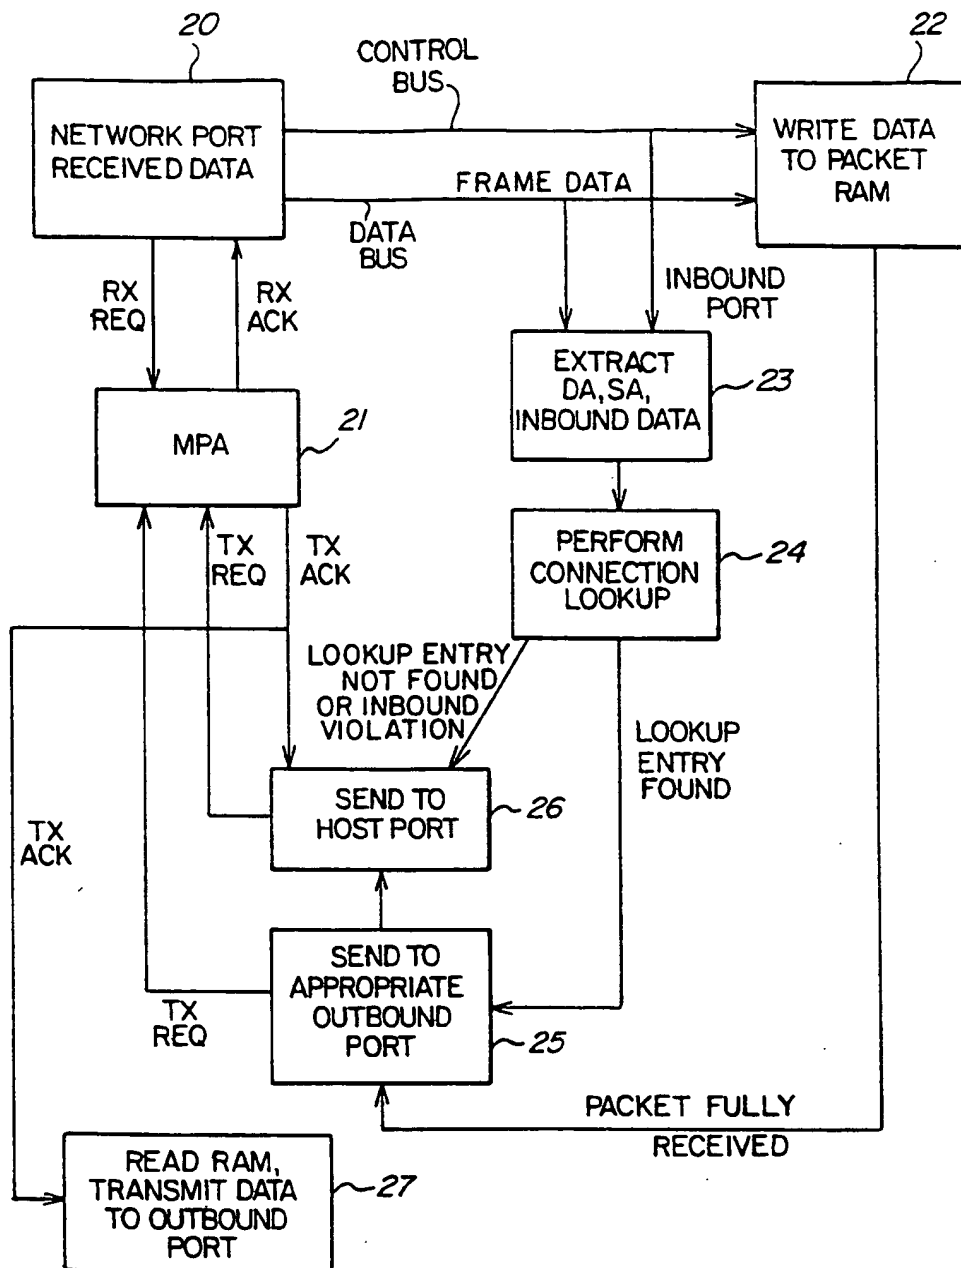 20
22
CONTROL
BUS
NETWORK PORT
RECEIVED DATA
WRITE DATA
TO PACKET
RAM
FRAME DATA
DATA
BUS
INBOUND
PORT
RX
REQ
RX
ACK
EXTRACT
DA, SA,
INBOUND DATA
23
MPA
21
TX
REQ
TX
ACK
PERFORM
CONNECTION
LOOKUP
24
LOOKUP ENTRY
NOT FOUND
OR INBOUND
VIOLATION
LOOKUP
ENTRY
FOUND
SEND TO
HOST PORT
26
TX
ACK
SEND TO
APPROPRIATE
OUTBOUND
PORT
25
TX
REQ
PACKET FULLY
RECEIVED
READ RAM,
TRANSMIT DATA
TO OUTBOUND
PORT
27